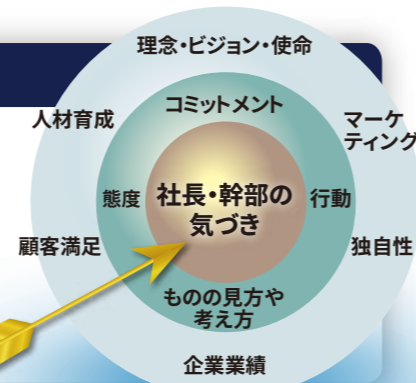 理念・ビジョン・使命
人材育成
コミットメント
マーケ
ティング
態度
社長・幹部の
気づき
行動
顧客満足
独自性
ものの見方や
考え方
企業業績